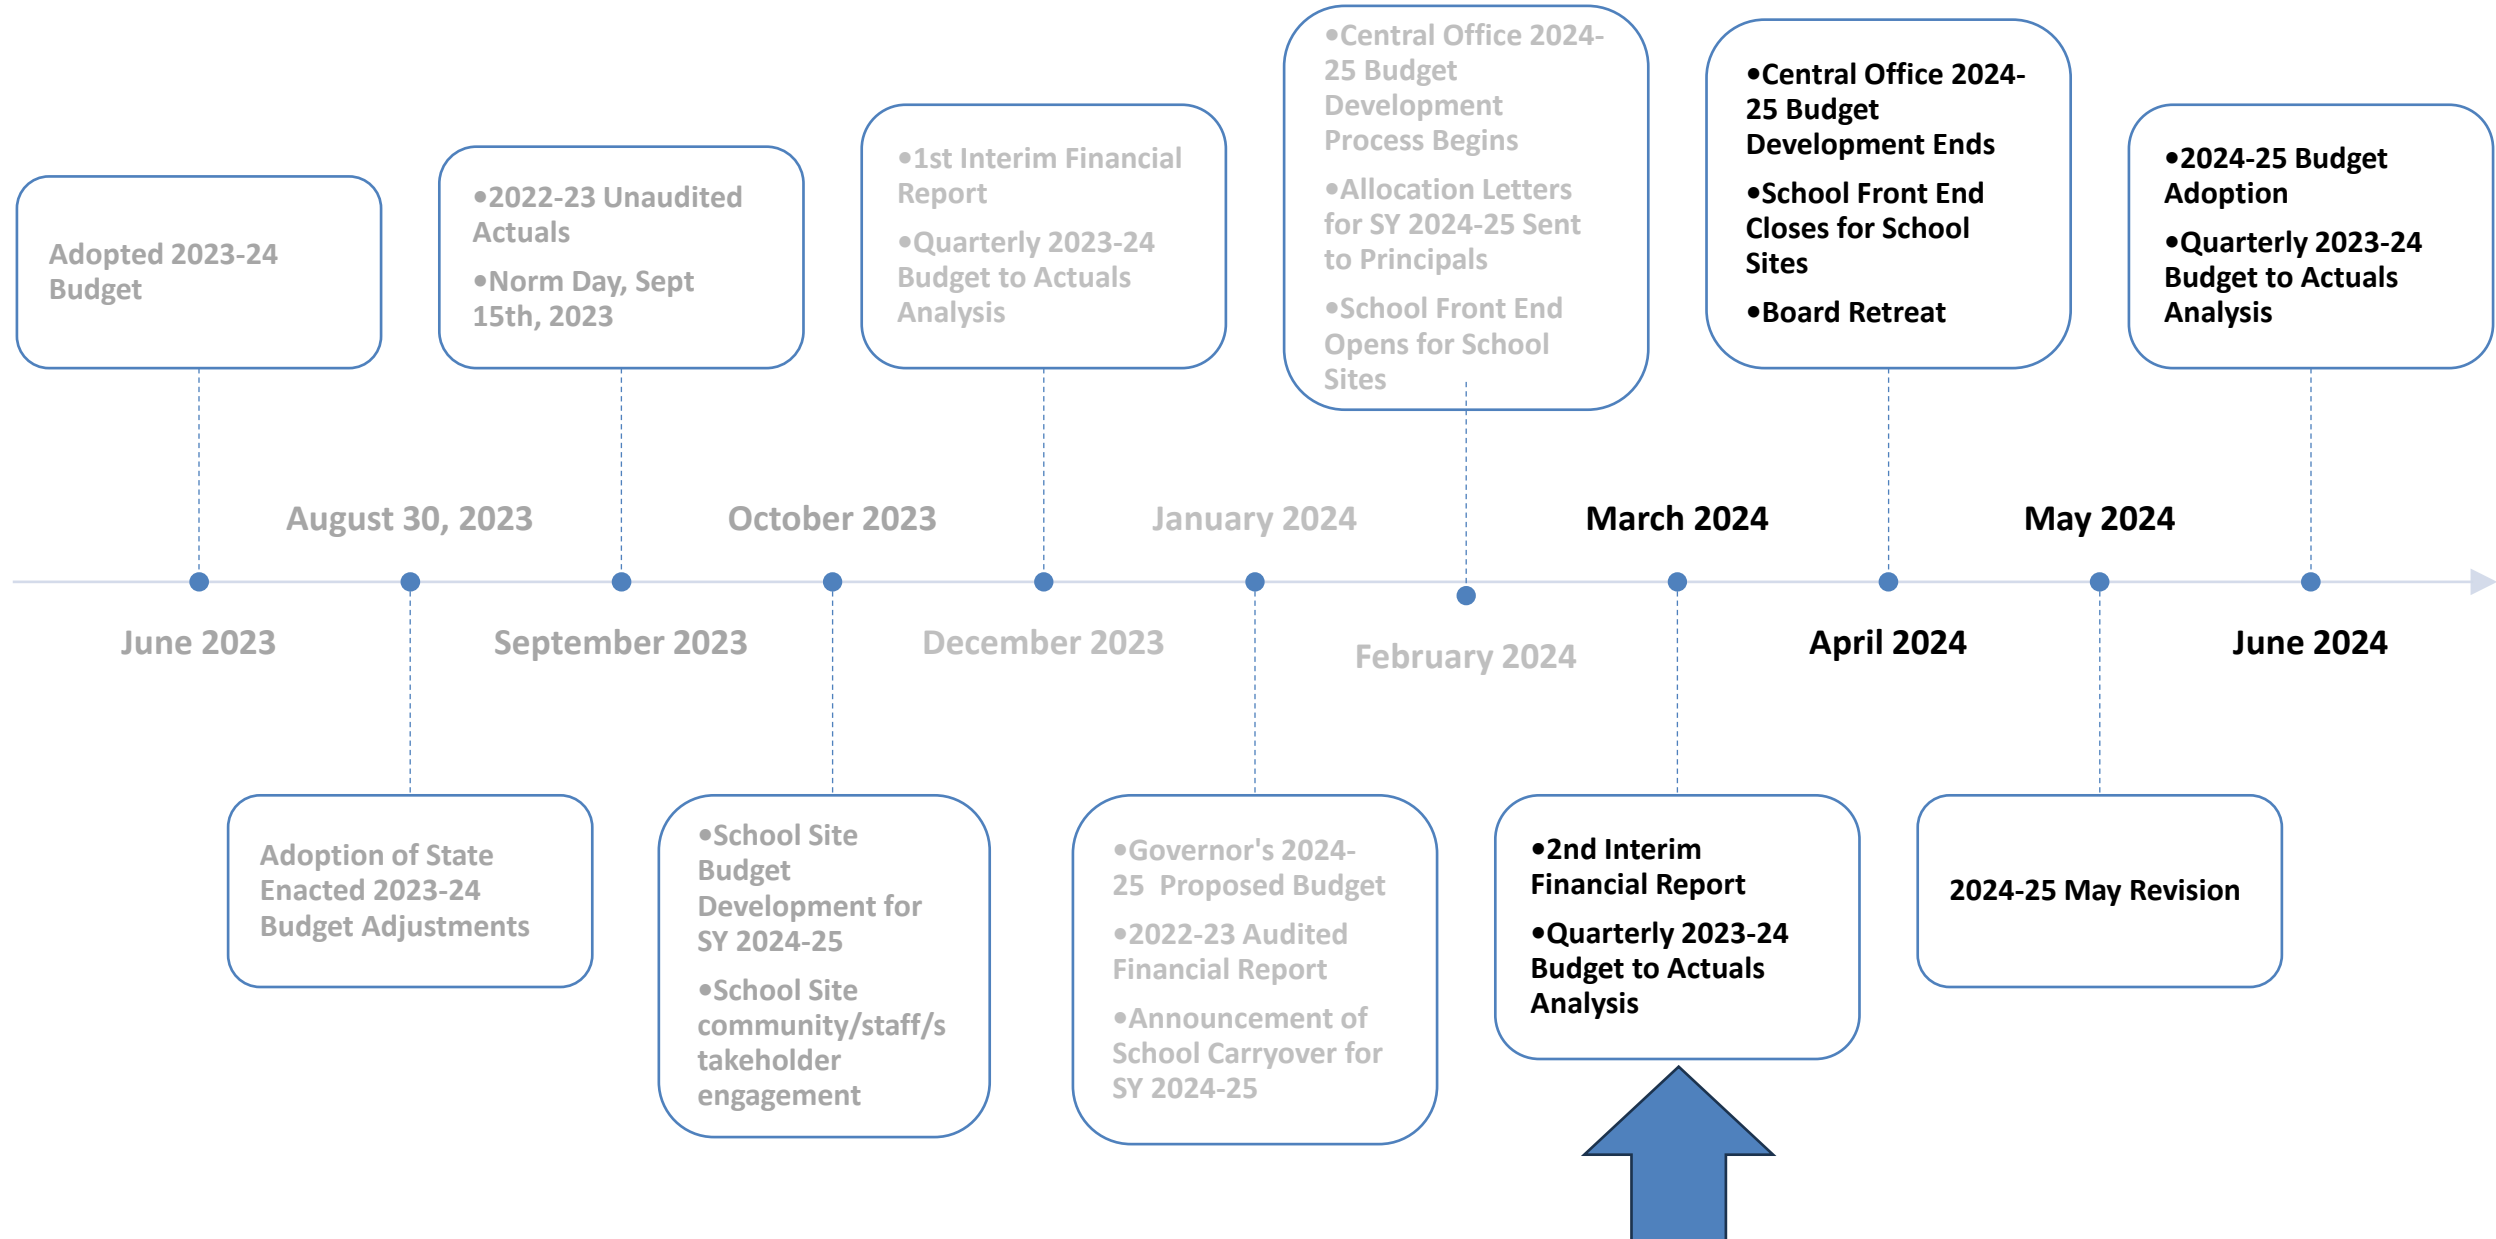 Adopted 2023-24
Budget
•2022-23 Unaudited
Actuals
•Norm Day, Sept
15th, 2023
•1st Interim Financial
Report
•Quarterly 2023-24
Budget to Actuals
Analysis
•Central Office 2024-
25 Budget
Development
Process Begins
•Allocation Letters
for SY 2024-25 Sent
to Principals
•School Front End
Opens for School
Sites
•Central Office 2024-
25 Budget
Development Ends
•School Front End
Closes for School
Sites
•Board Retreat
•2024-25 Budget
Adoption
•Quarterly 2023-24
Budget to Actuals
Analysis
August 30, 2023
October 2023
January 2024
March 2024
May 2024
June 2023
September 2023
December 2023
February 2024
April 2024
June 2024
Adoption of State
Enacted 2023-24
Budget Adjustments
•School Site
Budget
Development for
SY 2024-25
•School Site
community/staff/s
takeholder
engagement
•Governor's 2024-
25  Proposed Budget
•2022-23 Audited
Financial Report
•Announcement of
School Carryover for
SY 2024-25
•2nd Interim
Financial Report
•Quarterly 2023-24
Budget to Actuals
Analysis
2024-25 May Revision